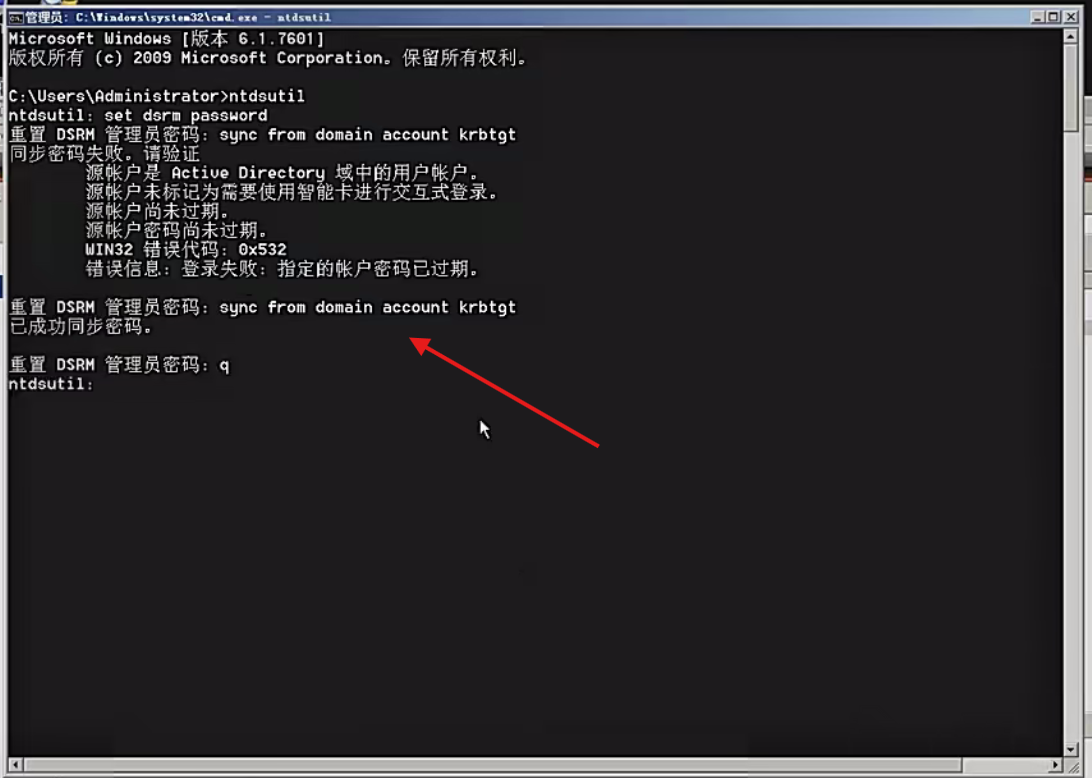 管理员: C:\Windows\system32\cmd.exe - ntdsutil
Microsoft Windows [版本 6.1.7601]
版权所有 (c) 2009 Microsoft Corporation。保留所有权利。
C:\Users\Administrator>ntdsutil
ntdsutil: set dsrm password
重置 DSRM 管理员密码: sync from domain account krbtgt
同步密码失败。请验证
源帐户是 Active Directory 域中的用户帐户。
源帐户未标记为需要使用智能卡进行交互式登录。
源帐户尚未过期。
源帐户密码尚未过期。
WIN32 错误代码: 0x532
错误信息: 登录失败: 指定的帐户密码已过期。
重置 DSRM 管理员密码: sync from domain account krbtgt
已成功同步密码。
重置 DSRM 管理员密码: q
ntdsutil: